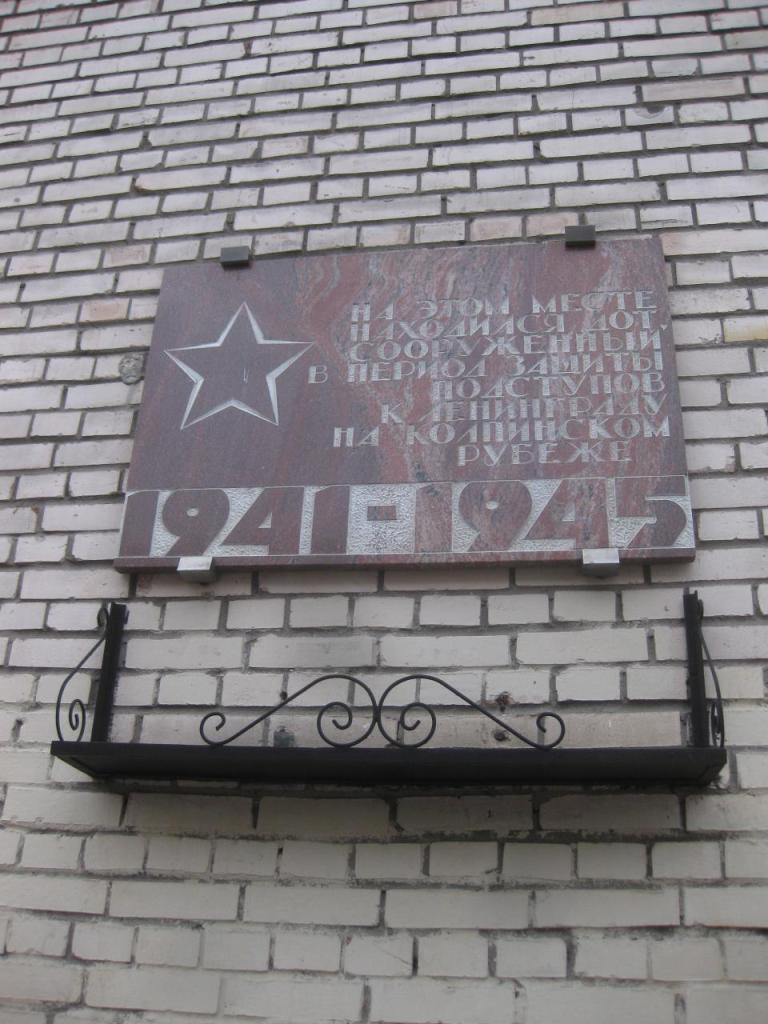 НА ЭТОМ МЕСТЕ
НАХОДИЛСЯ ДОТ,
СООРУЖЕННЫЙ
В ПЕРИОД ЗАЩИТЫ
ПОДСТУПОВ
К ЛЕНИНГРАДУ
НА КОЛПИНСКОМ
РУБЕЖЕ
1941-1945